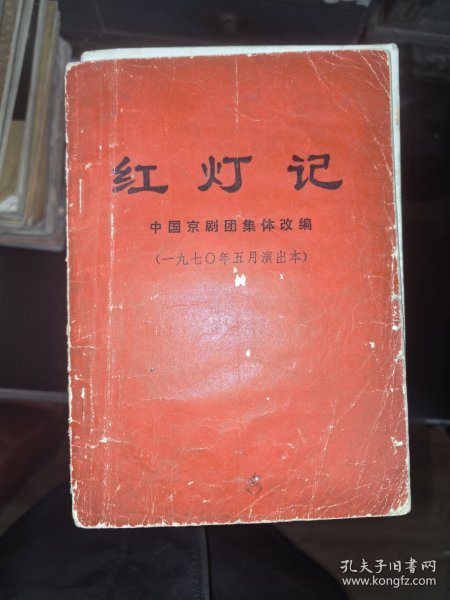 红灯记
中国京剧团集体改编
(一九七〇年五月演出本)
孔夫子旧书网
www.kongfz.com